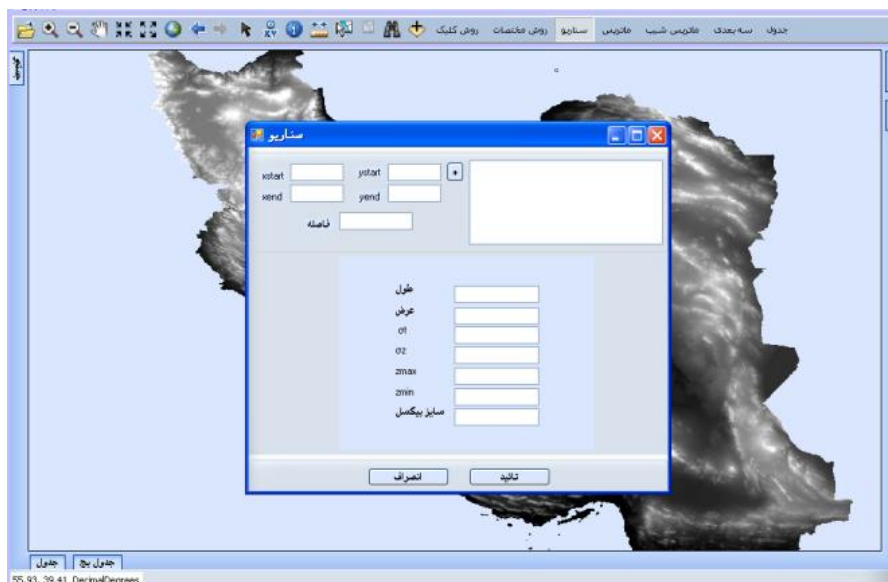 جدول سه بعدی ماتریس شیب ماتریس سناریو روش مختصات روش کلیک
سناریو
xstart ystart +
xend yend
فاصله
طول
عرض
σ1
σ2
zmax
zmin
سایز پیکسل
انصراف تائید
جدول جدول پیج
55.93, 39.41 DecimalDegrees